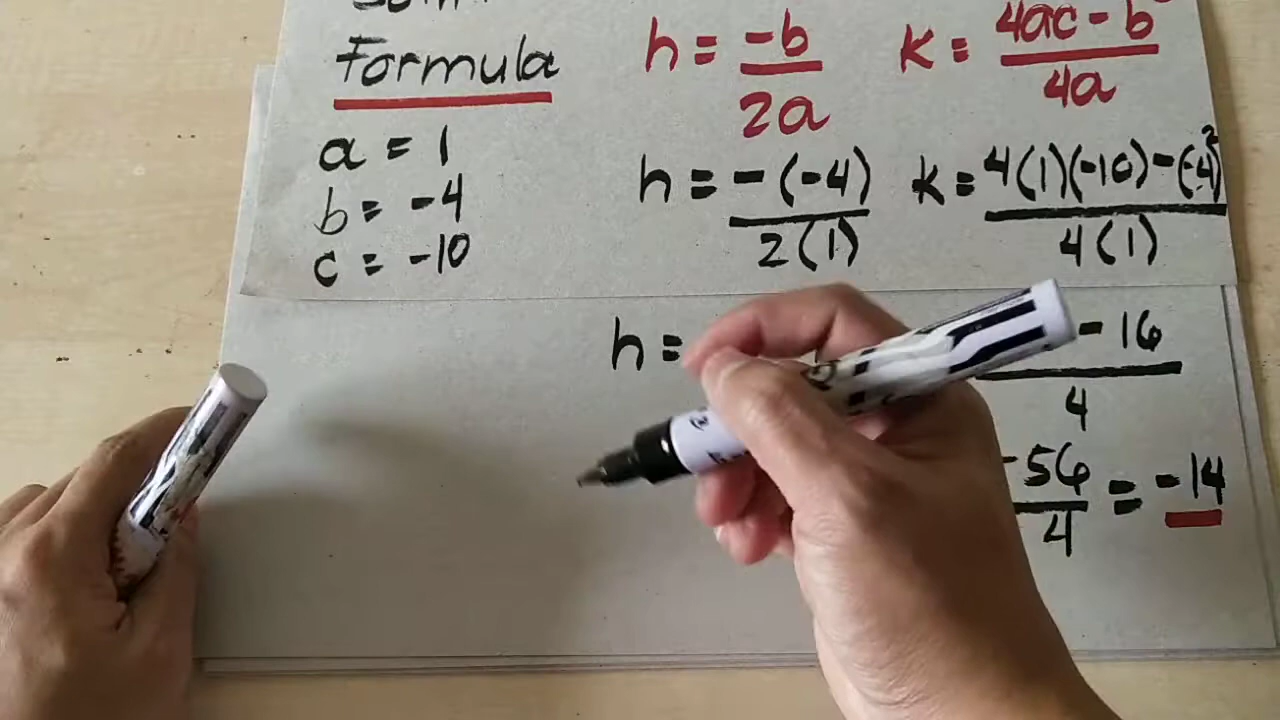 Formula
h = -b/2a K = 4ac - b²/4a
a = 1
b = -4
c = -10
h = -(-4)/2(1) K = 4(1)(-10) - (-4)²/4(1)
h = - 16
4
-56/4 = -14